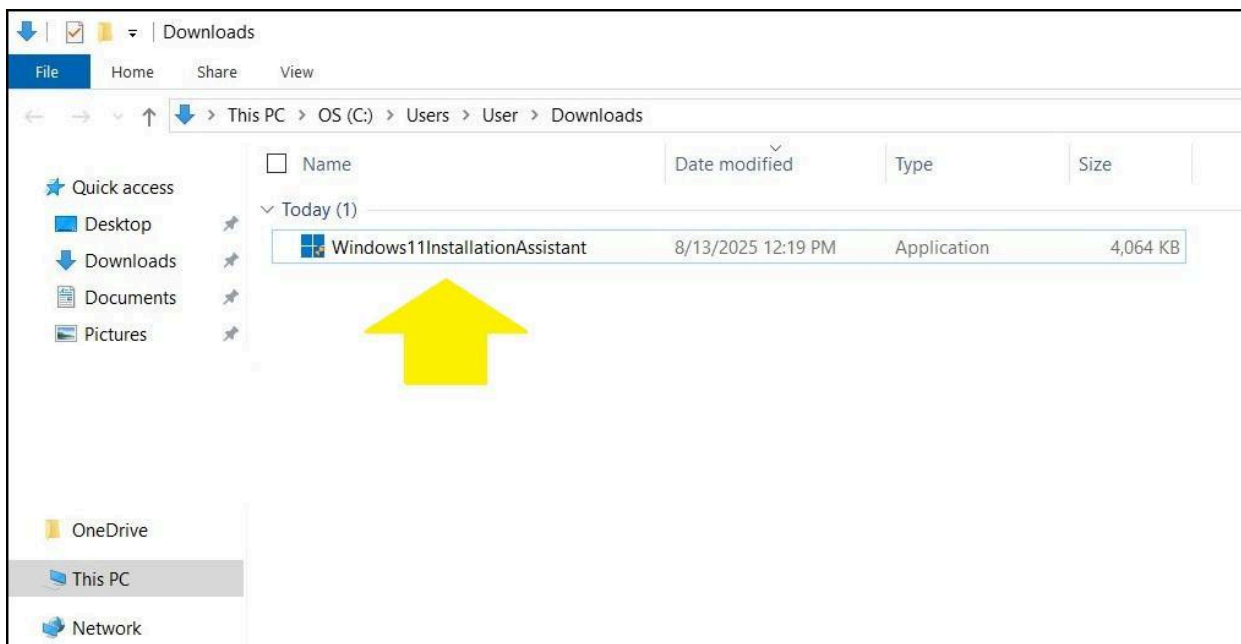 Downloads
File Home Share View
This PC > OS (C:) > Users > User > Downloads
Name Date modified Type Size
Quick access
Today (1)
Desktop
Windows11InstallationAssistant 8/13/2025 12:19 PM Application 4,064 KB
Downloads
Documents
Pictures
OneDrive
This PC
Network